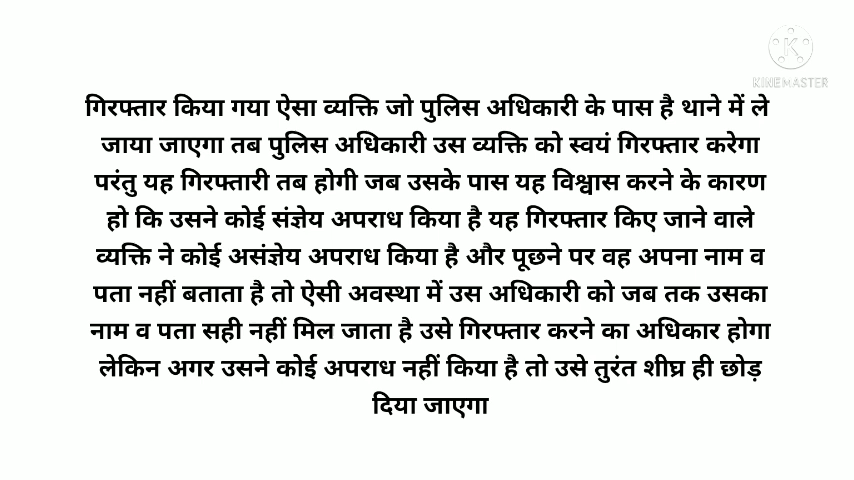 KINEMASTER
गिरफ्तार किया गया ऐसा व्यक्ति जो पुलिस अधिकारी के पास है थाने में ले
जाया जाएगा तब पुलिस अधिकारी उस व्यक्ति को स्वयं गिरफ्तार करेगा
परंतु यह गिरफ्तारी तब होगी जब उसके पास यह विश्वास करने के कारण
हो कि उसने कोई संज्ञेय अपराध किया है यह गिरफ्तार किए जाने वाले
व्यक्ति ने कोई असंज्ञेय अपराध किया है और पूछने पर वह अपना नाम व
पता नहीं बताता है तो ऐसी अवस्था में उस अधिकारी को जब तक उसका
नाम व पता सही नहीं मिल जाता है उसे गिरफ्तार करने का अधिकार होगा
लेकिन अगर उसने कोई अपराध नहीं किया है तो उसे तुरंत शीघ्र ही छोड़
दिया जाएगा